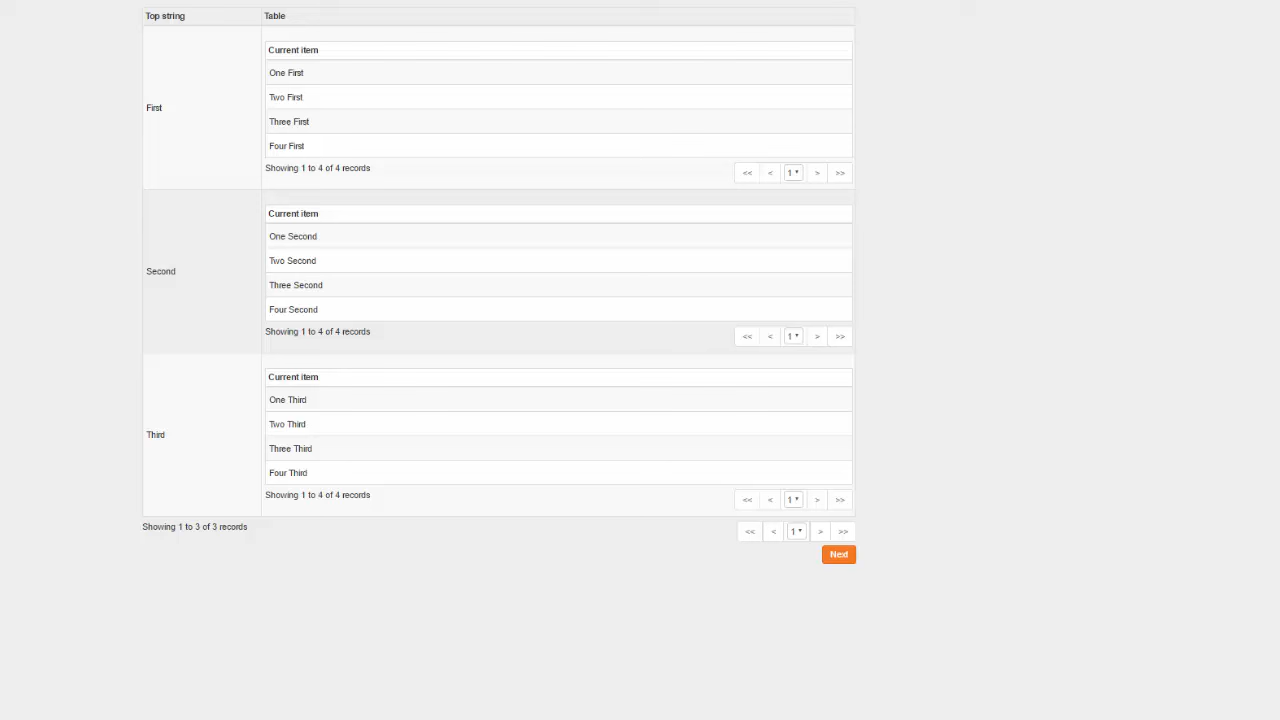 Top string Table
Current item
One First
Two First
First
Three First
Four First
Showing 1 to 4 of 4 records << < 1 > >>
Current item
One Second
Two Second
Second
Three Second
Four Second
Showing 1 to 4 of 4 records << < 1 > >>
Current item
One Third
Two Third
Third
Three Third
Four Third
Showing 1 to 4 of 4 records << < 1 > >>
Showing 1 to 3 of 3 records << < 1 > >>
Next